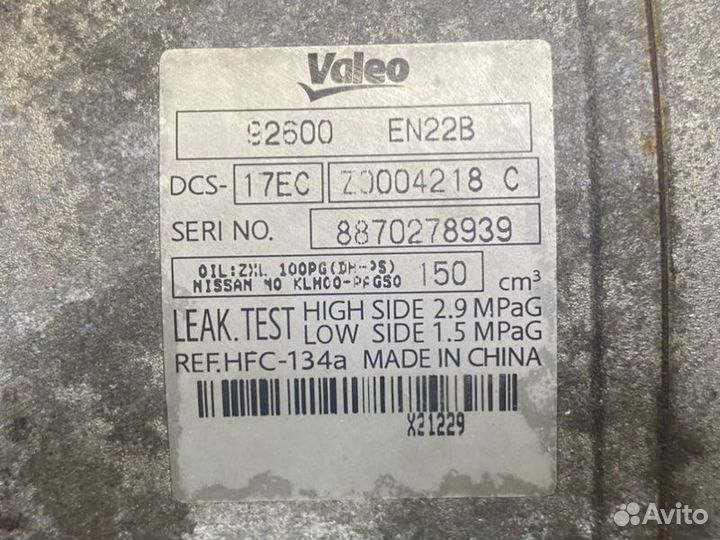 Valeo
92600 EN22B
DCS- 17EC Z0004218 C
SERI NO. 8870278939
OIL:ZXL 100PG(DH-PS)
NISSAN NO KLH00-PAGS0 150 cm³
LEAK. TEST HIGH SIDE 2.9 MPaG
LOW SIDE 1.5 MPaG
REF.HFC-134a MADE IN CHINA
X21229
Avito